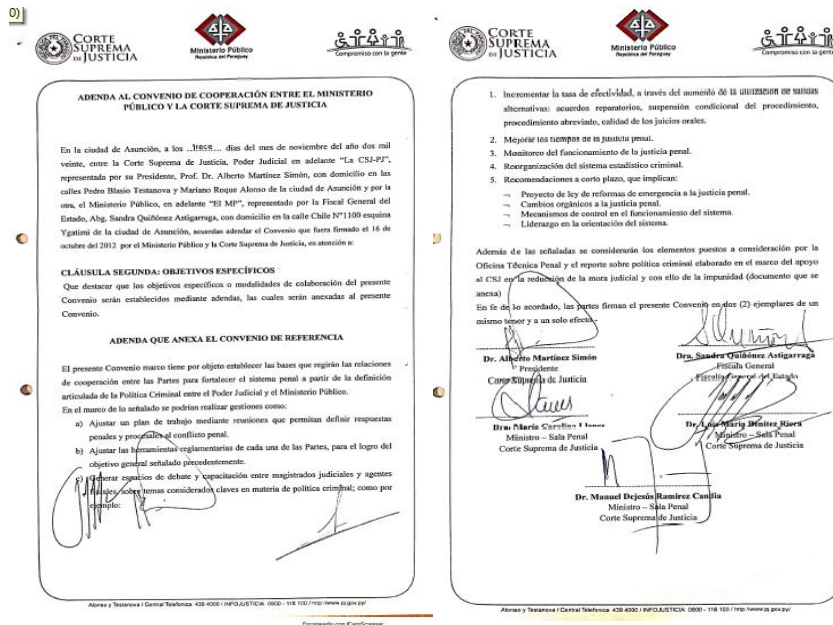 0)
CORTE
SUPREMA
DE JUSTICIA
Ministerio Público
República del Paraguay
Compromiso con la gente
ADENDA AL CONVENIO DE COOPERACIÓN ENTRE EL MINISTERIO
PÚBLICO Y LA CORTE SUPREMA DE JUSTICIA
En la ciudad de Asunción, a los ..trece... días del mes de noviembre del año dos mil
veinte, entre la Corte Suprema de Justicia, Poder Judicial en adelante "La CSJ-PJ",
representada por su Presidente, Prof. Dr. Alberto Martínez Simón, con domicilio en las
calles Pedro Blasio Testanova y Mariano Roque Alonso de la ciudad de Asunción y por la
otra, el Ministerio Público, en adelante "El MP", representado por la Fiscal General del
Estado, Abg. Sandra Quiñónez Astigarraga, con domicilio en la calle Chile N°1100 esquina
Ygatimi de la ciudad de Asunción, acuerdan adendar el Convenio que fuera firmado el 16 de
octubre del 2012 por el Ministerio Público y la Corte Suprema de Justicia, en atención a:
CLÁUSULA SEGUNDA: OBJETIVOS ESPECÍFICOS
Que destacar que los objetivos específicos o modalidades de colaboración del presente
Convenio serán establecidos mediante adendas, las cuales serán anexadas al presente
Convenio.
ADENDA QUE ANEXA EL CONVENIO DE REFERENCIA
El presente Convenio marco tiene por objeto establecer las bases que regirán las relaciones
de cooperación entre las Partes para fortalecer el sistema penal a partir de la definición
articulada de la Política Criminal entre el Poder Judicial y el Ministerio Público.
En el marco de lo señalado se podrían realizar gestiones como:
a) Ajustar un plan de trabajo mediante reuniones que permitan definir respuestas
penales y procesales al conflicto penal.
b) Ajustar las herramientas reglamentarias de cada una de las Partes, para el logro del
objetivo general señalado precedentemente.
c) Generar espacios de debate y capacitación entre magistrados judiciales y agentes
fiscales, sobre temas considerados claves en materia de política criminal; como por
ejemplo:
Alonso y Testanova / Central Telefonica 439 4000 / INFOJUSTICIA 0800 - 118 100 / http://www.pj.gov.py/
Escaneado con CamScanner
CORTE
SUPREMA
DE JUSTICIA
Ministerio Público
República del Paraguay
Compromiso con la gente
1. Incrementar la tasa de efectividad, a través del aumento de la utilización de salidas
alternativas: acuerdos reparatorios, suspensión condicional del procedimiento,
procedimiento abreviado, calidad de los juicios orales.
2. Mejorar los tiempos de la justicia penal.
3. Monitoreo del funcionamiento de la justicia penal.
4. Reorganización del sistema estadístico criminal.
5. Recomendaciones a corto plazo, que implican:
¬ Proyecto de ley de reformas de emergencia a la justicia penal.
¬ Cambios orgánicos a la justicia penal.
¬ Mecanismos de control en el funcionamiento del sistema.
¬ Liderazgo en la orientación del sistema.
Además de las señaladas se considerarán los elementos puestos a consideración por la
Oficina Técnica Penal y el reporte sobre política criminal elaborado en el marco del apoyo
al CSJ en la reducción de la mora judicial y con ello de la impunidad (documento que se
anexa)
En fe de lo acordado, las partes firman el presente Convenio en dos (2) ejemplares de un
mismo tenor y a un solo efecto.-
Dr. Alberto Martínez Simón
Presidente
Corte Suprema de Justicia
Dra. Sandra Quiñónez Astigarraga
Fiscala General
Fiscalía General del Estado
Dra. María Carolina Llanes
Ministro – Sala Penal
Corte Suprema de Justicia
Dr. Luis María Benítez Riera
Ministro – Sala Penal
Corte Suprema de Justicia
Dr. Manuel Dejesús Ramírez Candia
Ministro – Sala Penal
Corte Suprema de Justicia
Alonso y Testanova / Central Telefonica 439 4000 / INFOJUSTICIA 0800 - 118 100 / http://www.pj.gov.py/